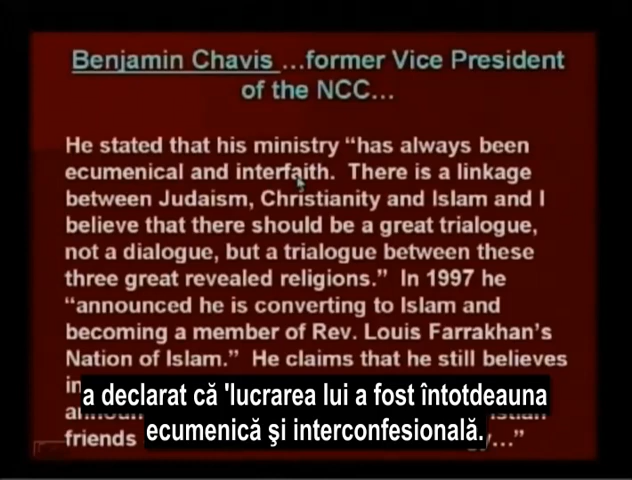 Benjamin Chavis ...former Vice President
of the NCC...
He stated that his ministry “has always been
ecumenical and interfaith. There is a linkage
between Judaism, Christianity and Islam and I
believe that there should be a great trialogue,
not a dialogue, but a trialogue between these
three great revealed religions.” In 1997 he
“announced he is converting to Islam and
becoming a member of Rev. Louis Farrakhan’s
Nation of Islam.” He claims that he still believes
a declarat că 'lucrarea lui a fost întotdeauna
friends
ecumenică şi interconfesională.